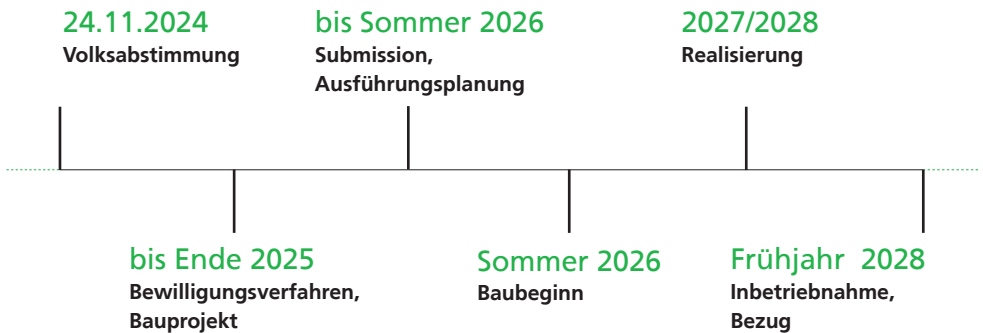 24.11.2024
Volksabstimmung
bis Sommer 2026
Submission,
Ausführungsplanung
2027/2028
Realisierung
bis Ende 2025
Bewilligungsverfahren,
Bauprojekt
Sommer 2026
Baubeginn
Frühjahr 2028
Inbetriebnahme,
Bezug